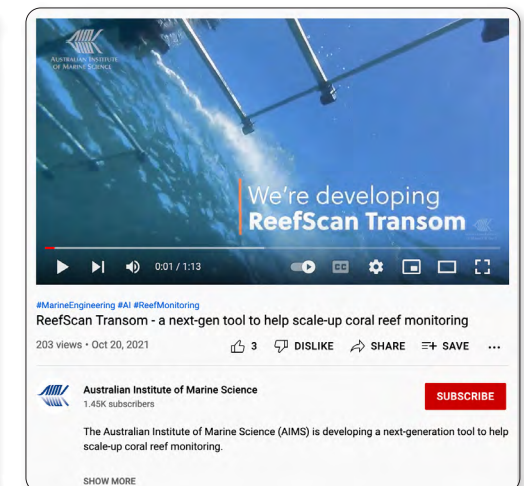 AUSTRALIAN INSTITUTE
OF MARINE SCIENCE
We're developing
ReefScan Transom
0:01 / 1:13
CC
#MarineEngineering #AI #ReefMonitoring
ReefScan Transom - a next-gen tool to help scale-up coral reef monitoring
203 views • Oct 20, 2021
3 DISLIKE SHARE SAVE ...
Australian Institute of Marine Science
1.45K subscribers
SUBSCRIBE
The Australian Institute of Marine Science (AIMS) is developing a next-generation tool to help
scale-up coral reef monitoring.
SHOW MORE